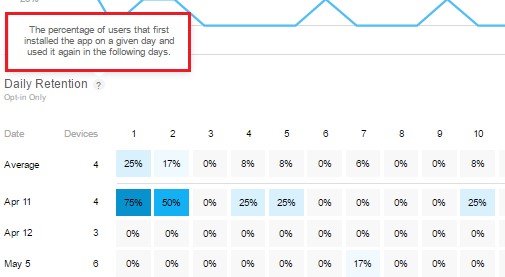 25%
The percentage of users that first
installed the app on a given day and
used it again in the following days.
Daily Retention ?
Opt-in Only
Date Devices 1 2 3 4 5 6 7 8 9 10
Average 4 25% 17% 0% 8% 8% 0% 6% 0% 0% 8%
Apr 11 4 75% 50% 0% 25% 25% 0% 0% 0% 0% 25%
Apr 12 3 0% 0% 0% 0% 0% 0% 0% 0% 0% 0%
May 5 6 0% 0% 0% 0% 0% 0% 17% 0% 0% 0%